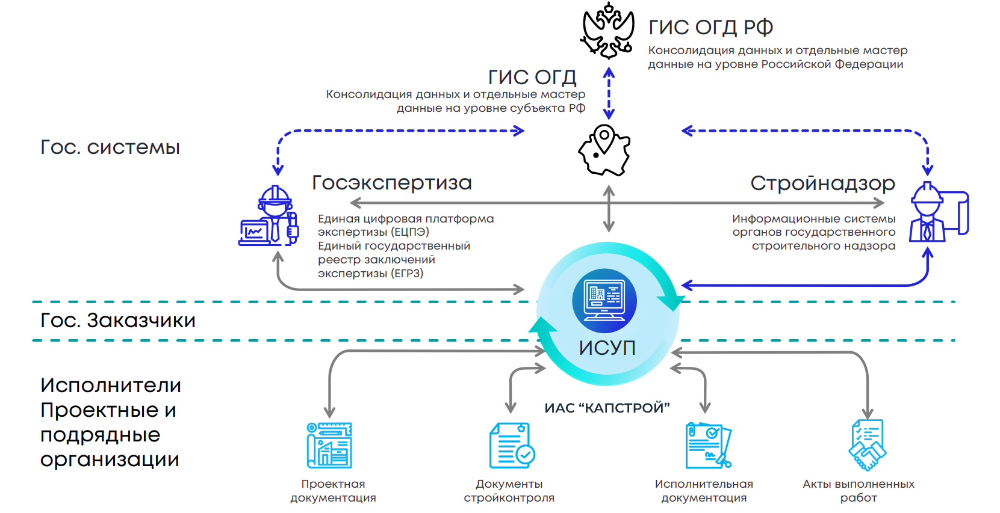 ГИС ОГД РФ
Консолидация данных и отдельные мастер
данные на уровне Российской Федерации
ГИС ОГД
Консолидация данных и отдельные мастер
данные на уровне субъекта РФ
Гос. системы
Госэкспертиза
Единая цифровая платформа
экспертизы (ЕЦПЭ)
Единый государственный
реестр заключений
экспертизы (ЕГРЗ)
Стройнадзор
Информационные системы
органов государственного
строительного надзора
Гос. Заказчики
ИСУП
ИАС “КАПСТРОЙ”
Исполнители
Проектные и
подрядные
организации
Проектная
документация
Документы
стройконтроля
Исполнительная
документация
Акты выполненных
работ